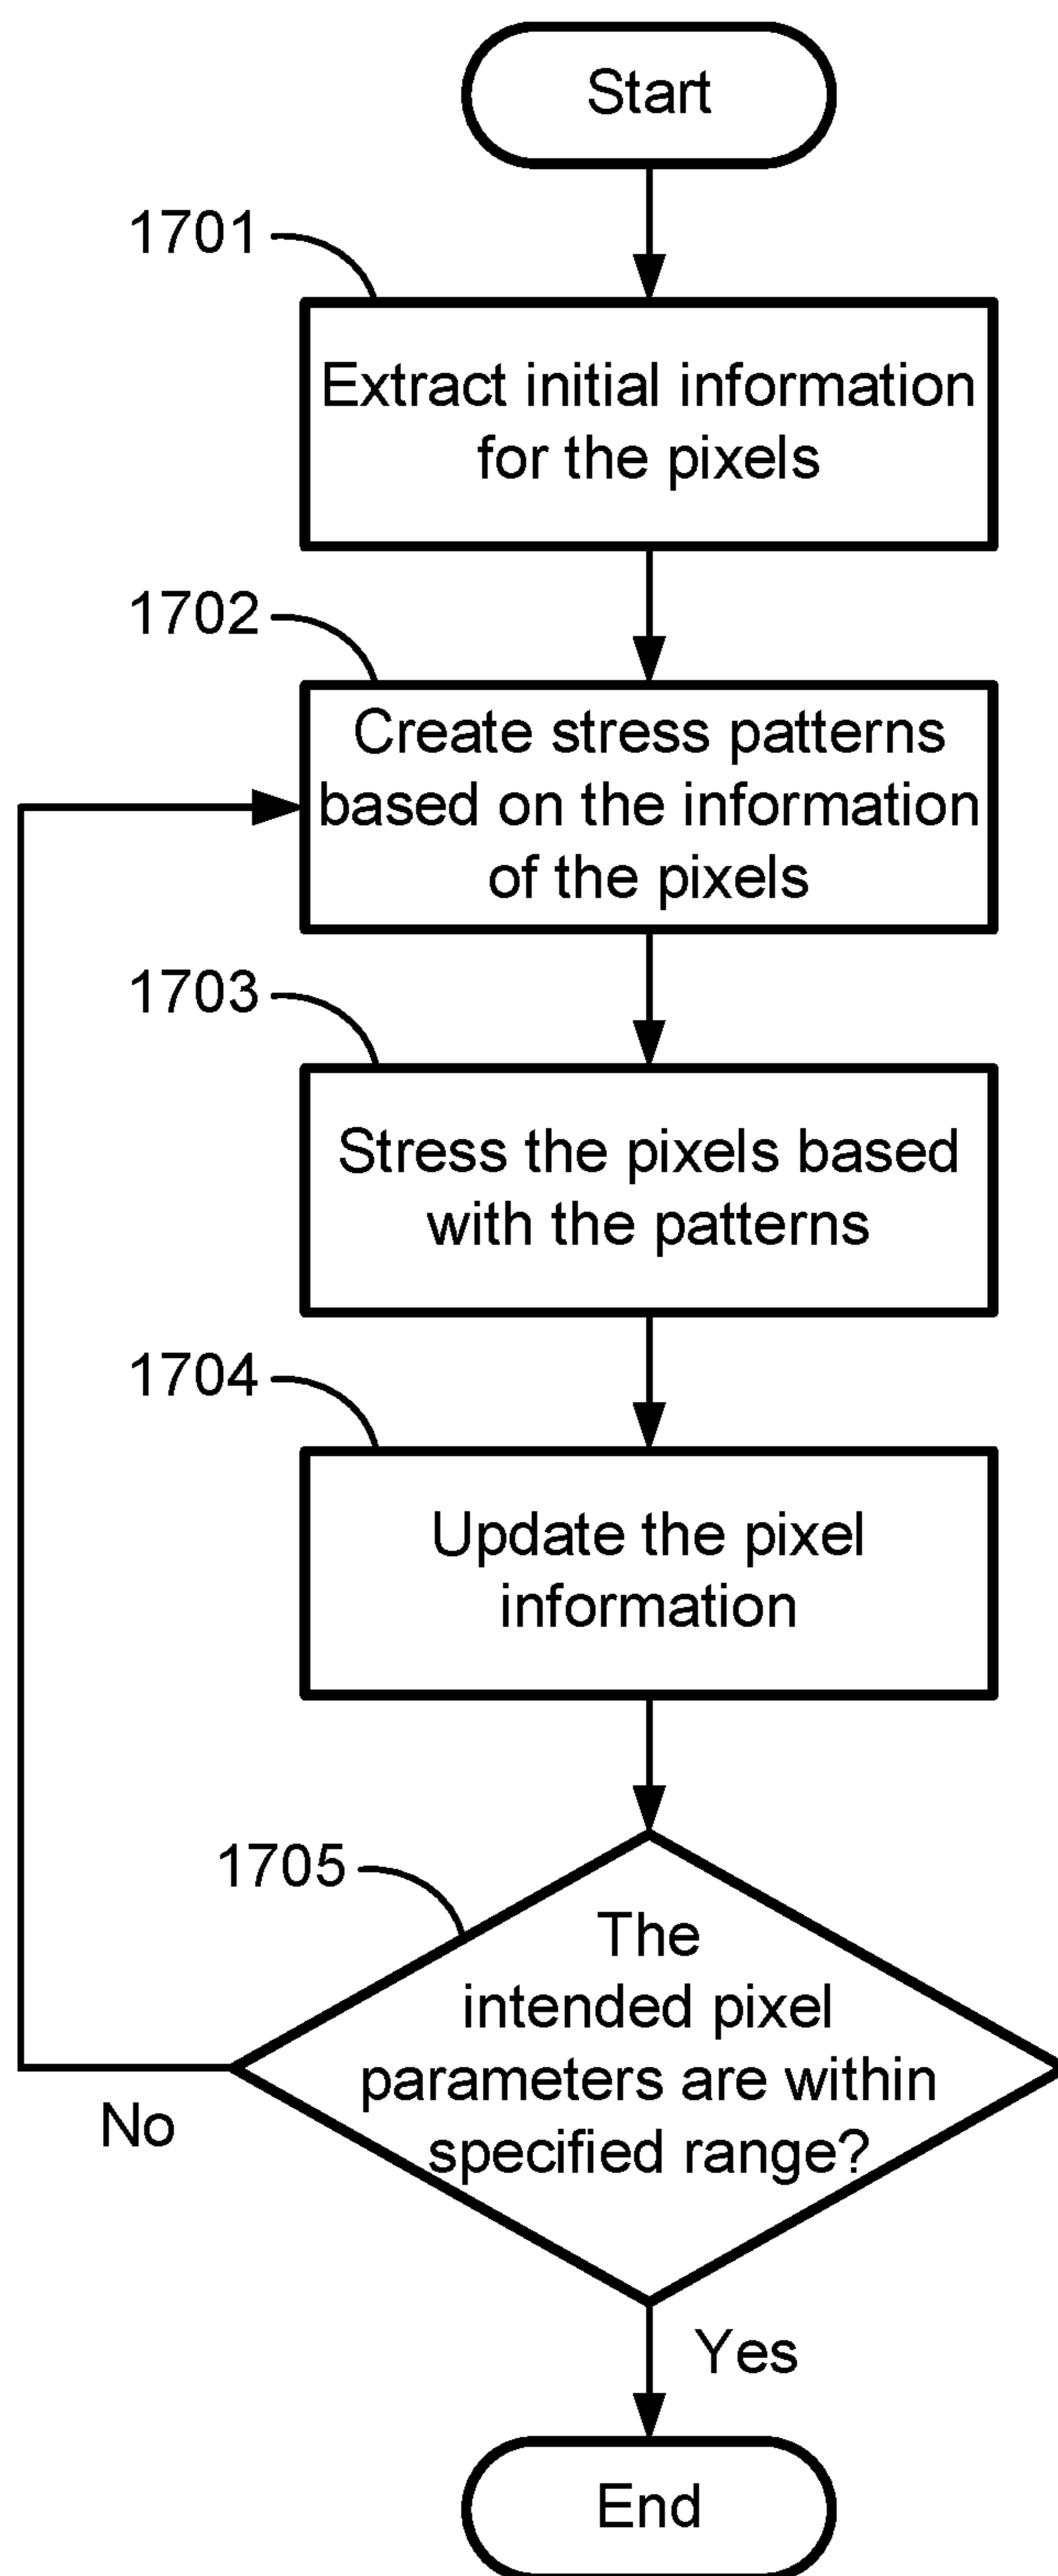 Start
1701
Extract initial information
for the pixels
1702
Create stress patterns
based on the information
of the pixels
1703
Stress the pixels based
with the patterns
1704
Update the pixel
information
1705
The
intended pixel
parameters are within
specified range?
No
Yes
End